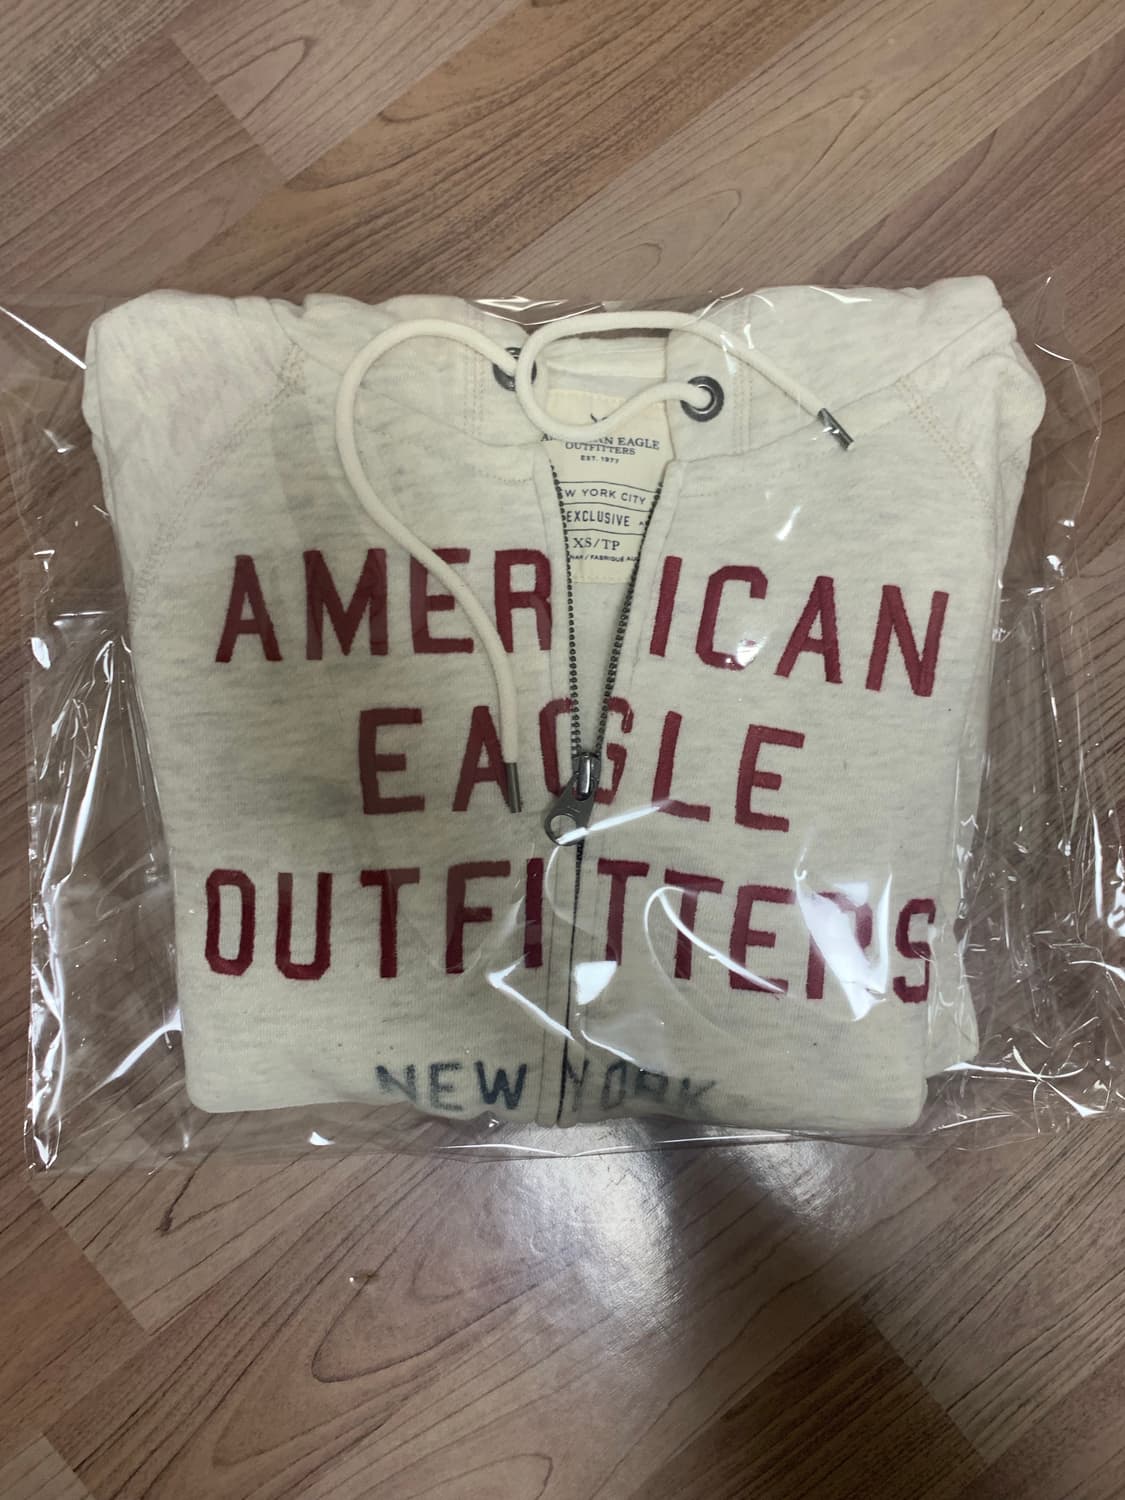 AMERICAN EAGLE
OUTFITTERS
EST. 1977
NEW YORK CITY
EXCLUSIVE
XS/TP
AMERICAN
EAGLE
OUTFITTERS
NEW YORK